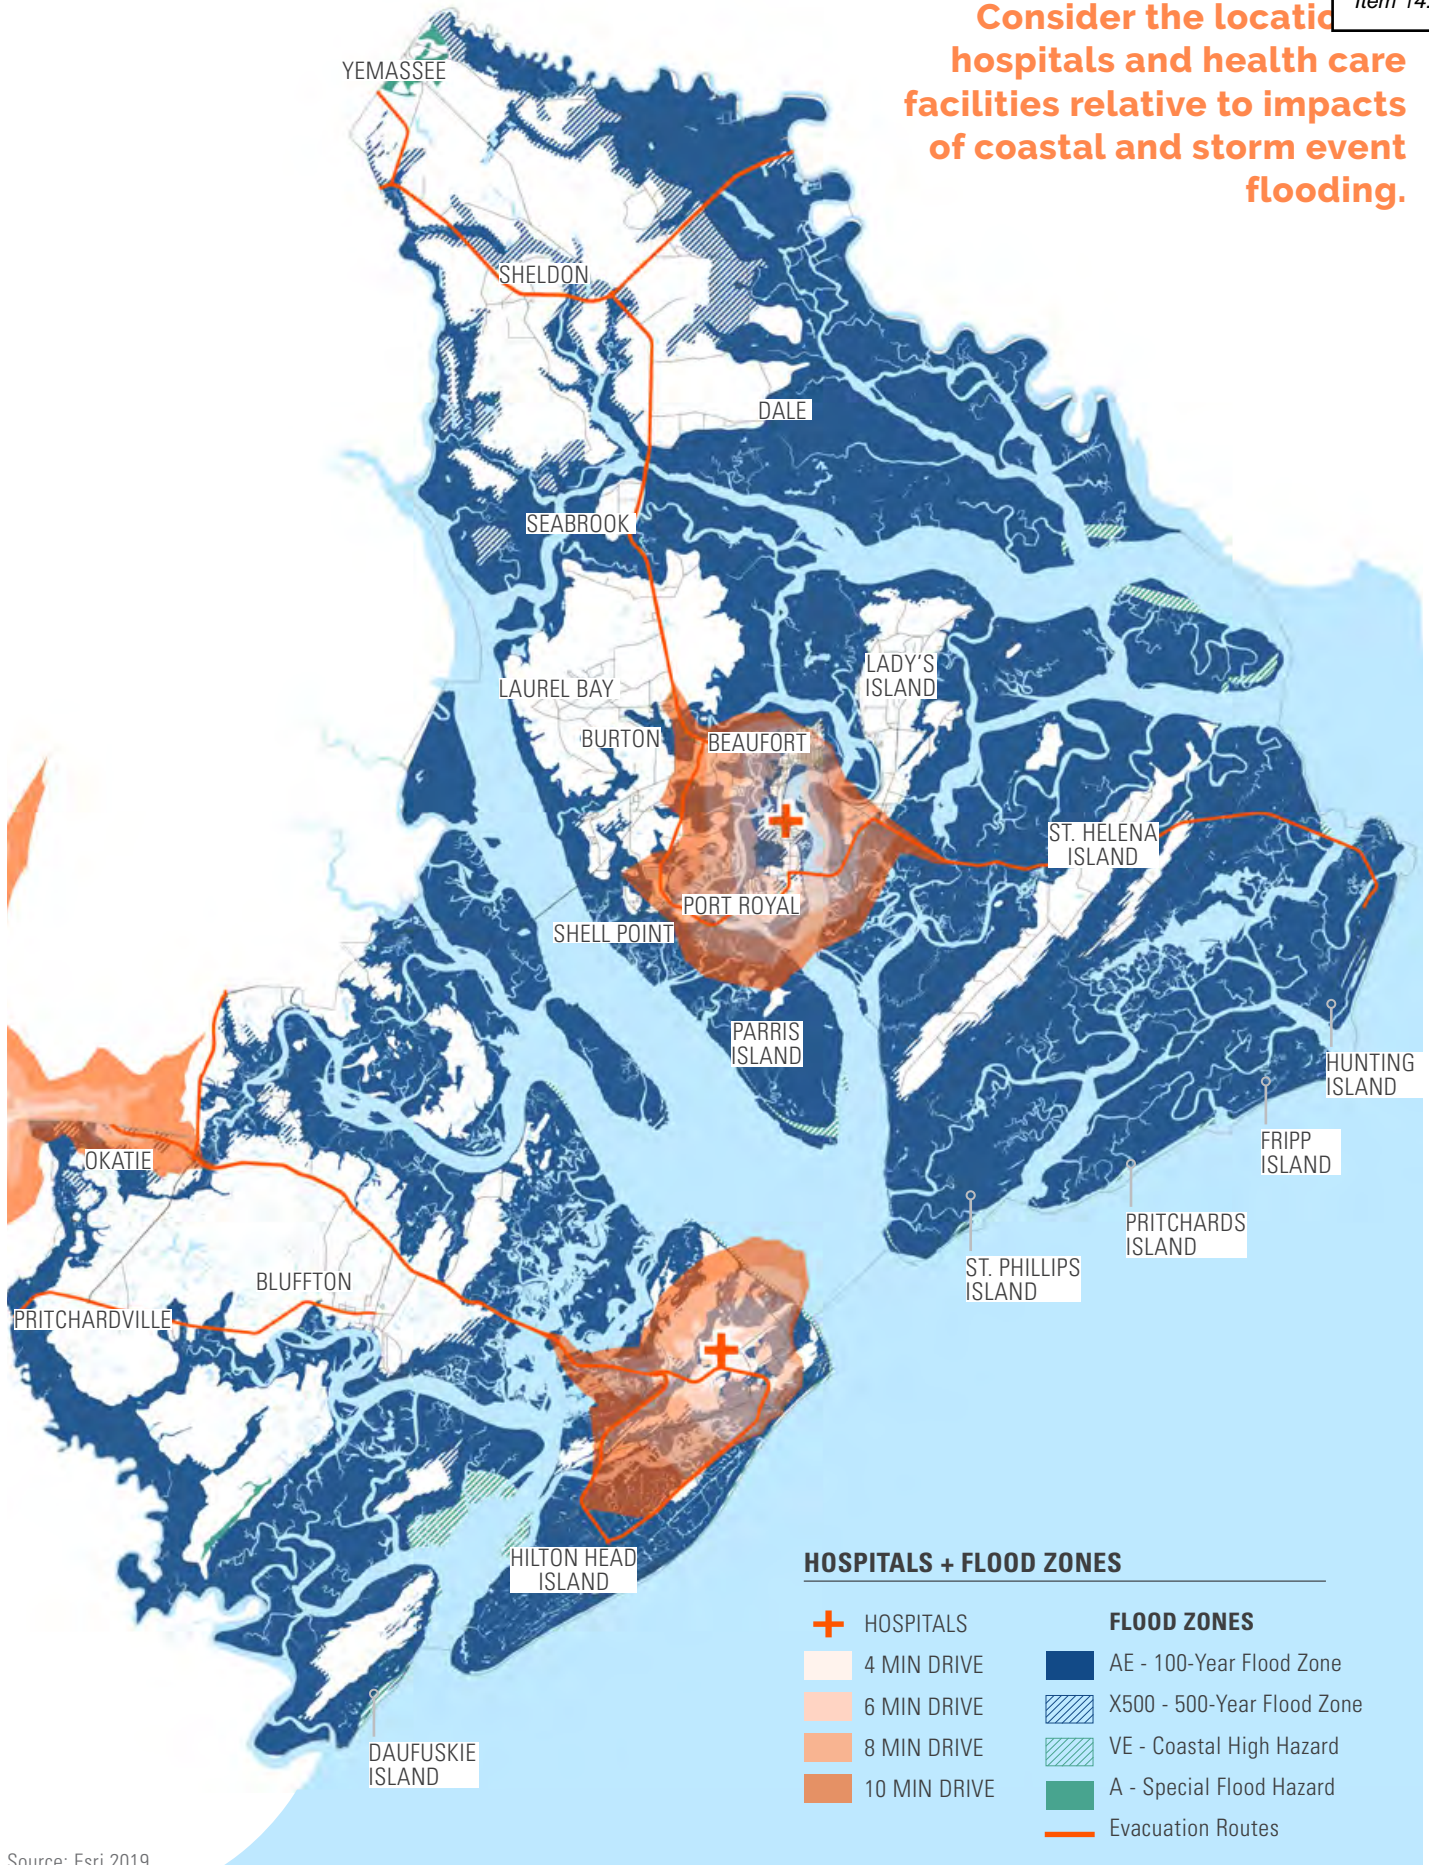 Item 14.
Consider the locatio
hospitals and health care
facilities relative to impacts
of coastal and storm event
flooding.
YEMASSEE
SHELDON
DALE
SEABROOK
LADY'S
ISLAND
LAUREL BAY
BURTON
BEAUFORT
ST. HELENA
ISLAND
PORT ROYAL
SHELL POINT
PARRIS
ISLAND
HUNTING
ISLAND
FRIPP
ISLAND
OKATIE
PRITCHARDS
ISLAND
ST. PHILLIPS
ISLAND
BLUFFTON
PRITCHARDVILLE
HILTON HEAD
ISLAND
DAUFUSKIE
ISLAND
HOSPITALS + FLOOD ZONES
HOSPITALS
4 MIN DRIVE
6 MIN DRIVE
8 MIN DRIVE
10 MIN DRIVE
FLOOD ZONES
AE - 100-Year Flood Zone
X500 - 500-Year Flood Zone
VE - Coastal High Hazard
A - Special Flood Hazard
Evacuation Routes
Source: Esri 2019